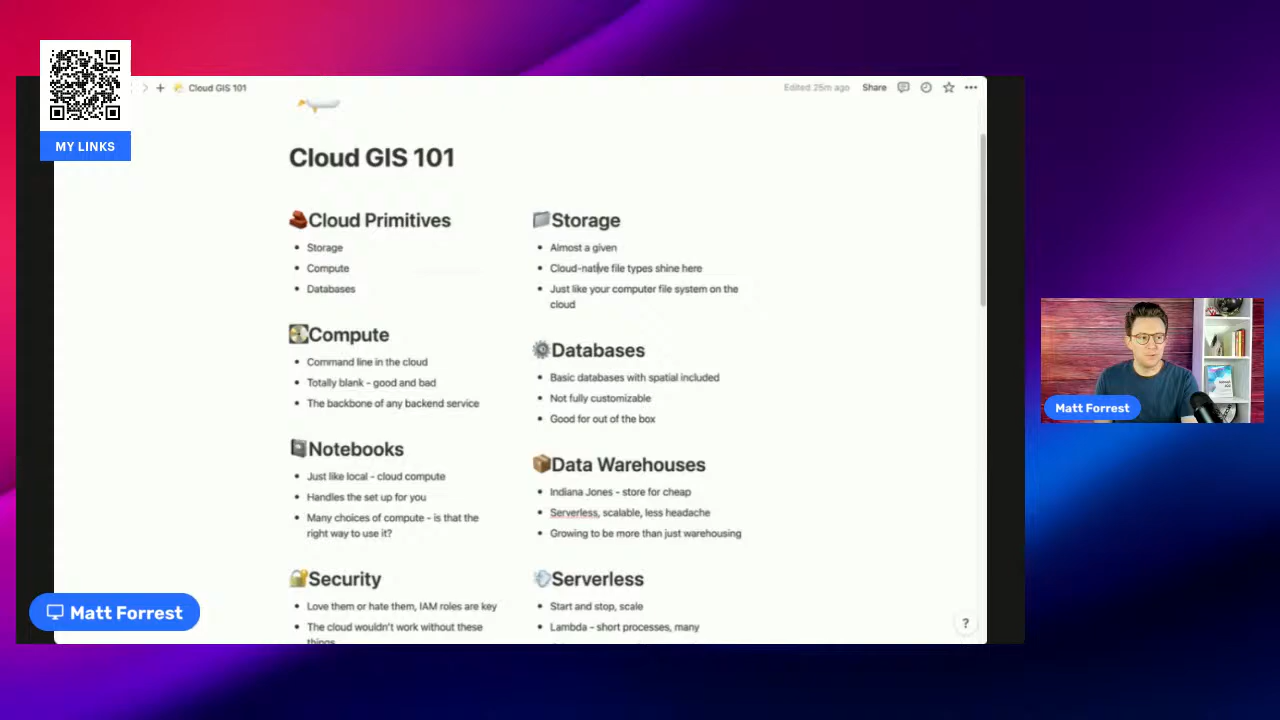 MY LINKS
Cloud GIS 101
Edited 25m ago
Share
Cloud GIS 101
Cloud Primitives
• Storage
• Compute
• Databases
Compute
• Command line in the cloud
• Totally blank - good and bad
• The backbone of any backend service
Notebooks
• Just like local - cloud compute
• Handles the set up for you
• Many choices of compute - is that the
right way to use it?
Security
• Love them or hate them, IAM roles are key
• The cloud wouldn't work without these
things
Storage
• Almost a given
• Cloud-native file types shine here
• Just like your computer file system on the
cloud
Databases
• Basic databases with spatial included
• Not fully customizable
• Good for out of the box
Data Warehouses
• Indiana Jones - store for cheap
• Serverless, scalable, less headache
• Growing to be more than just warehousing
Serverless
• Start and stop, scale
• Lambda - short processes, many
?
Matt Forrest
Matt Forrest